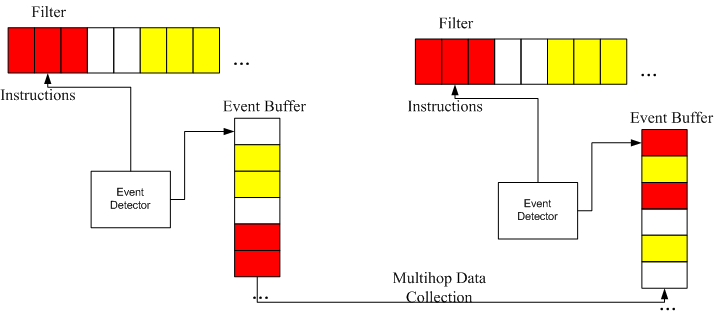 Filter
...
Instructions
Event Buffer
Event
Detector
...
Filter
...
Instructions
Event Buffer
Event
Detector
...
Multihop Data
Collection